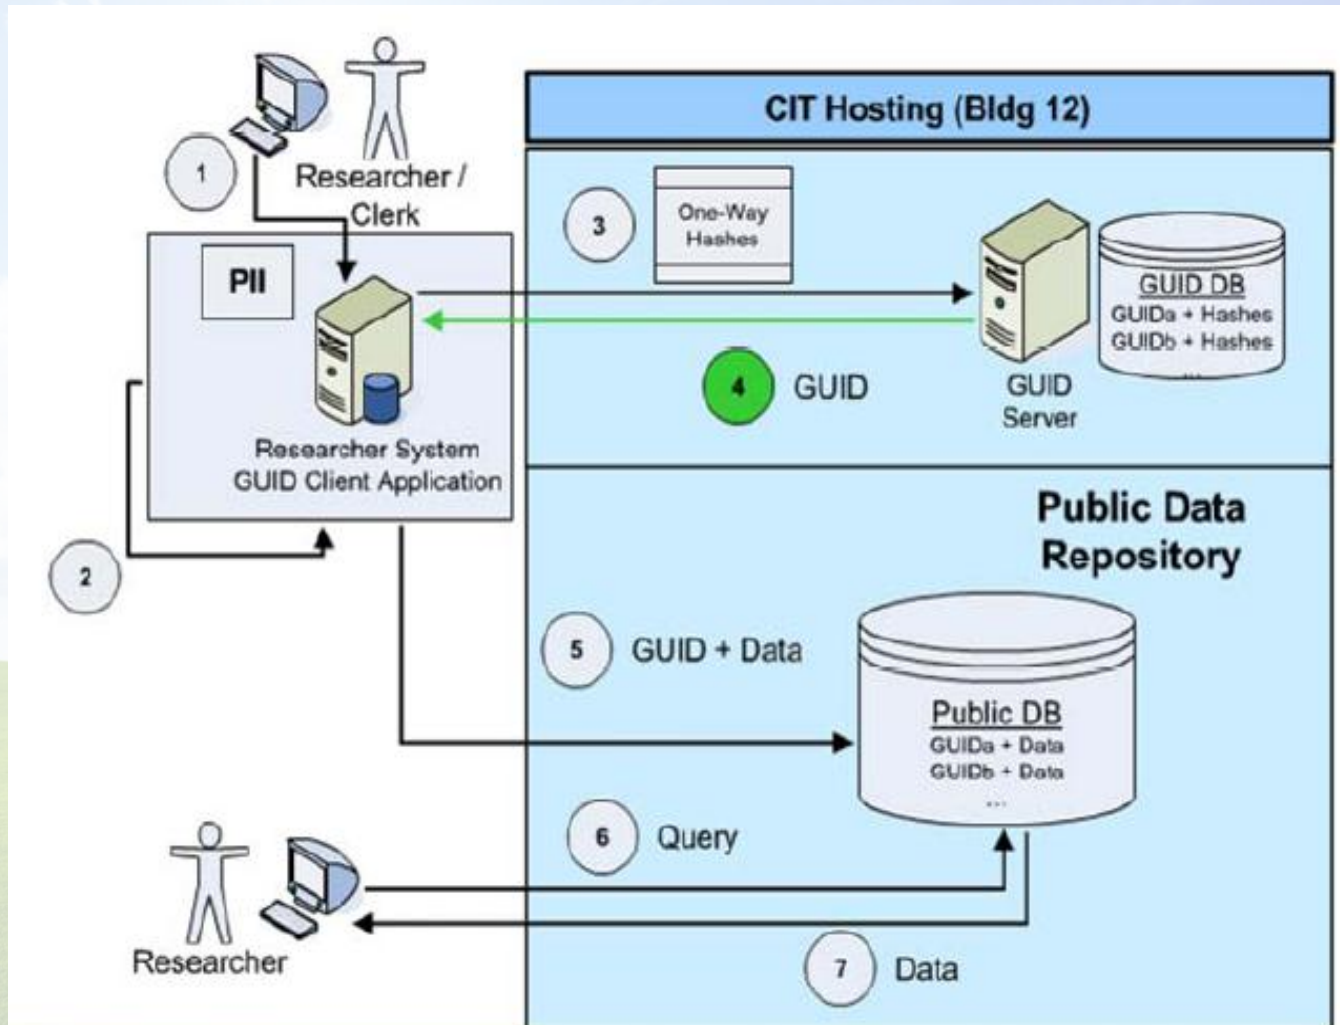 CIT Hosting (Bldg 12)
1
Researcher /
Clerk
PII
Researcher System
GUID Client Application
2
3
One-Way
Hashes
4
GUID
GUID
Server
GUID DB
GUIDa + Hashes
GUIDb + Hashes
...
Public Data
Repository
5
GUID + Data
Public DB
GUIDa + Data
GUIDb + Data
...
6
Query
Researcher
7
Data